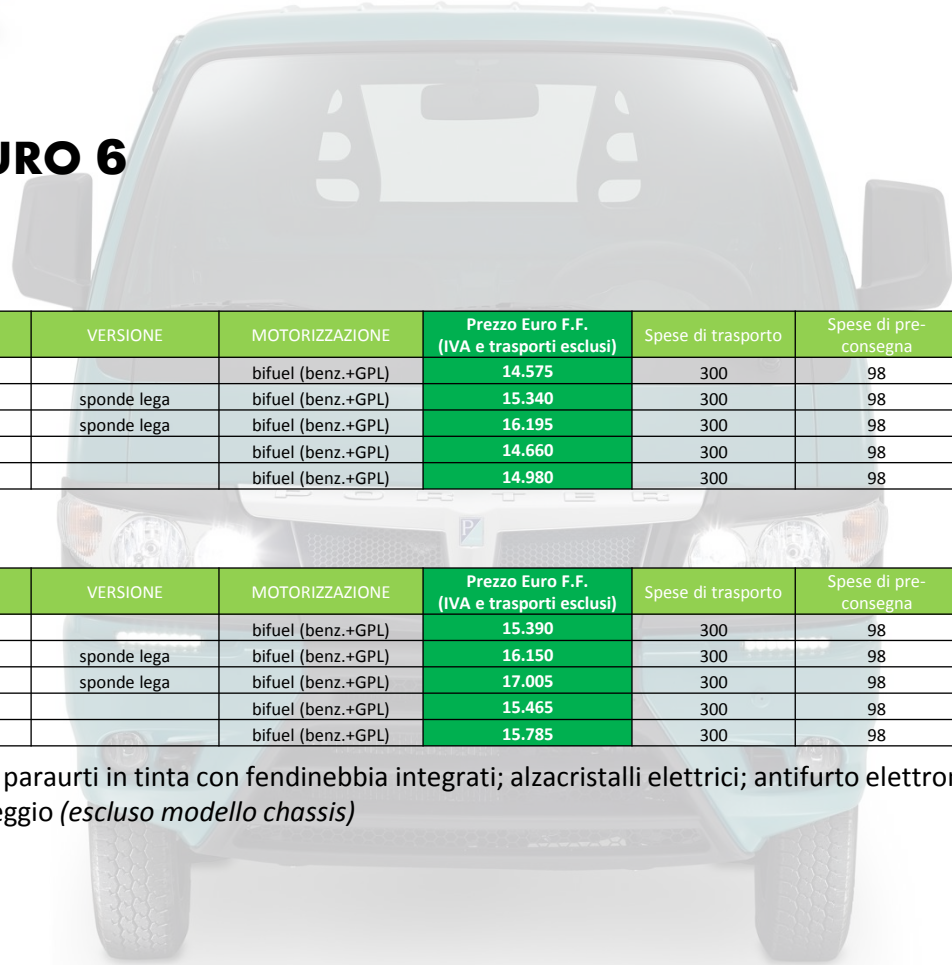 URO 6
VERSIONE MOTORIZZAZIONE Prezzo Euro F.F. (IVA e trasporti esclusi) Spese di trasporto Spese di pre-consegna
bifuel (benz.+GPL) 14.575 300 98
sponde lega bifuel (benz.+GPL) 15.340 300 98
sponde lega bifuel (benz.+GPL) 16.195 300 98
bifuel (benz.+GPL) 14.660 300 98
bifuel (benz.+GPL) 14.980 300 98
PORTER
VERSIONE MOTORIZZAZIONE Prezzo Euro F.F. (IVA e trasporti esclusi) Spese di trasporto Spese di pre-consegna
bifuel (benz.+GPL) 15.390 300 98
sponde lega bifuel (benz.+GPL) 16.150 300 98
sponde lega bifuel (benz.+GPL) 17.005 300 98
bifuel (benz.+GPL) 15.465 300 98
bifuel (benz.+GPL) 15.785 300 98
paraurti in tinta con fendinebbia integrati; alzacristalli elettrici; antifurto elettron
eggio (escluso modello chassis)